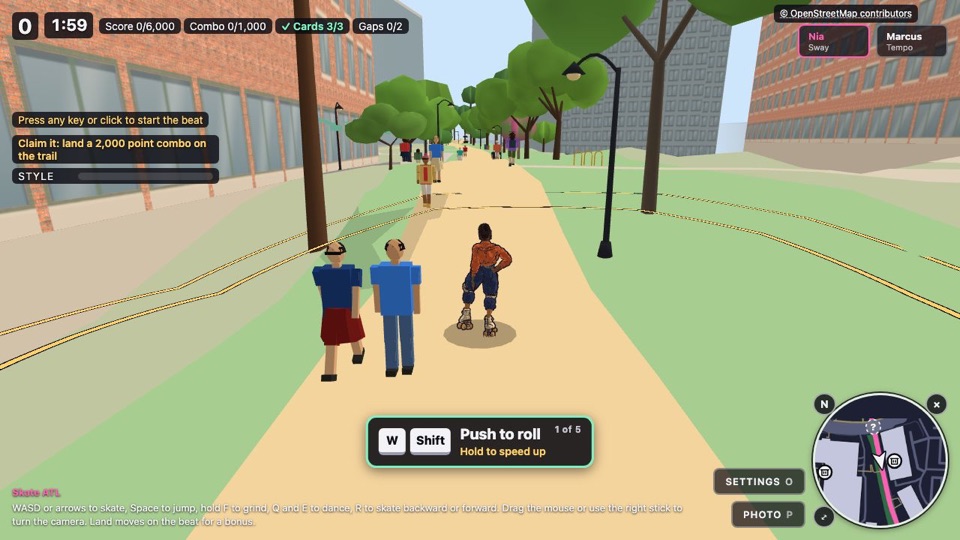 0
1:59
Score 0/6,000
Combo 0/1,000
✓ Cards 3/3
Gaps 0/2
© OpenStreetMap contributors
Nia
Sway
Marcus
Tempo
Press any key or click to start the beat
Claim it: land a 2,000 point combo on
the trail
STYLE
W
Shift
Push to roll
1 of 5
Hold to speed up
N
×
?
SETTINGS O
PHOTO P
Skate ATL
WASD or arrows to skate, Space to jump, hold F to grind, Q and E to dance, R to skate backward or forward. Drag the mouse or use the right stick to
turn the camera. Land moves on the beat for a bonus.